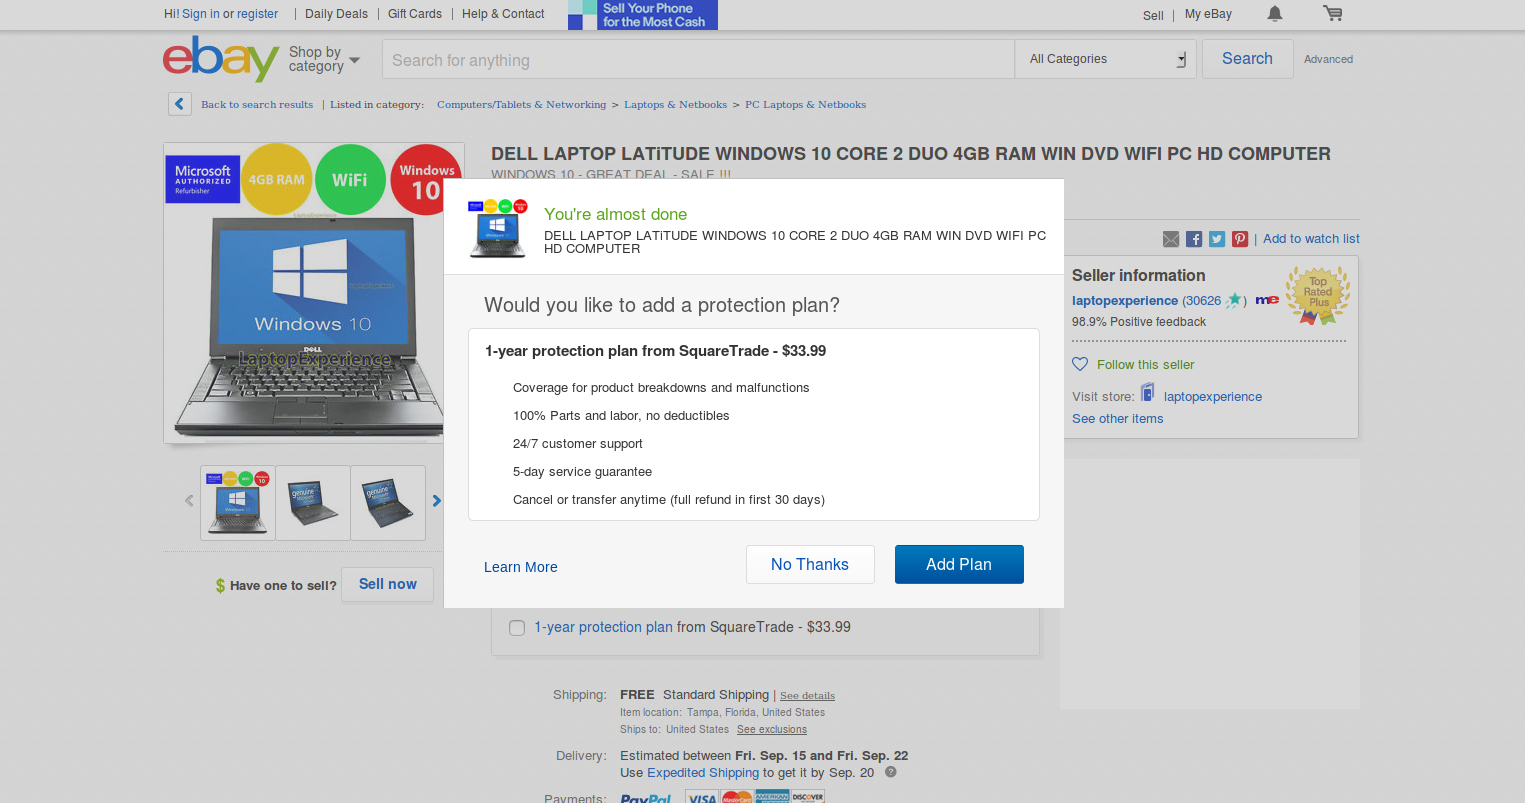 Hi! Sign in or register | Daily Deals | Gift Cards | Help & Contact
Sell Your Phone
for the Most Cash
Sell | My eBay
ebay
Shop by
category
Search for anything
All Categories
Search
Advanced
Back to search results | Listed in category: Computers/Tablets & Networking > Laptops & Netbooks > PC Laptops & Netbooks
DELL LAPTOP LATiTUDE WINDOWS 10 CORE 2 DUO 4GB RAM WIN DVD WIFI PC HD COMPUTER
WINDOWS 10 - GREAT DEAL - SALE !!!
Microsoft
AUTHORIZED
Refurbisher
4GB RAM
WiFi
Windows
10
Windows 10
DELL
LaptopExperience
You're almost done
DELL LAPTOP LATiTUDE WINDOWS 10 CORE 2 DUO 4GB RAM WIN DVD WIFI PC
HD COMPUTER
Would you like to add a protection plan?
1-year protection plan from SquareTrade - $33.99
Coverage for product breakdowns and malfunctions
100% Parts and labor, no deductibles
24/7 customer support
5-day service guarantee
Cancel or transfer anytime (full refund in first 30 days)
Learn More
No Thanks
Add Plan
| Add to watch list
Seller information
laptopexperience (30626 ) me
98.9% Positive feedback
Top
Rated
Plus
Follow this seller
Visit store: laptopexperience
See other items
$ Have one to sell? Sell now
1-year protection plan from SquareTrade - $33.99
Shipping: FREE Standard Shipping | See details
Item location: Tampa, Florida, United States
Ships to: United States See exclusions
Delivery: Estimated between Fri. Sep. 15 and Fri. Sep. 22
Use Expedited Shipping to get it by Sep. 20 ?
Payments: PayPal VISA MasterCard AMERICAN DISCOVER